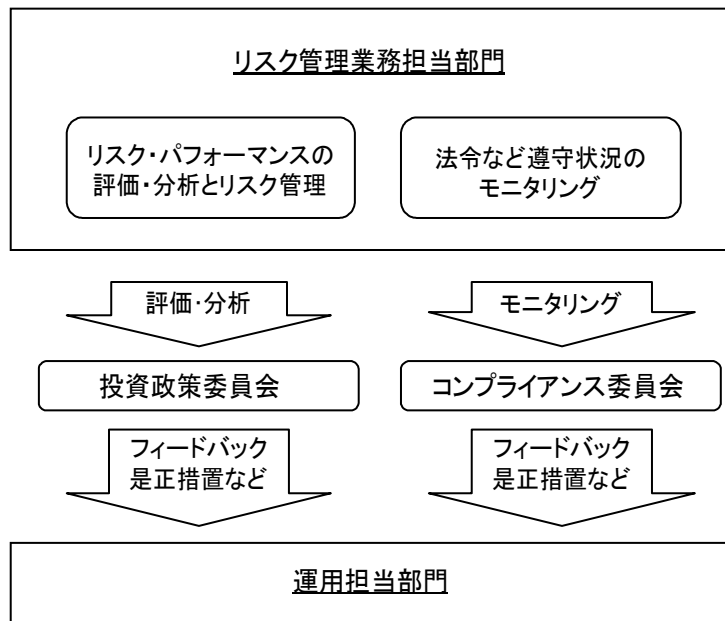 リスク管理業務担当部門
リスク・パフォーマンスの
評価・分析とリスク管理
法令など遵守状況の
モニタリング
評価・分析
モニタリング
投資政策委員会
コンプライアンス委員会
フィードバック
是正措置など
フィードバック
是正措置など
運用担当部門